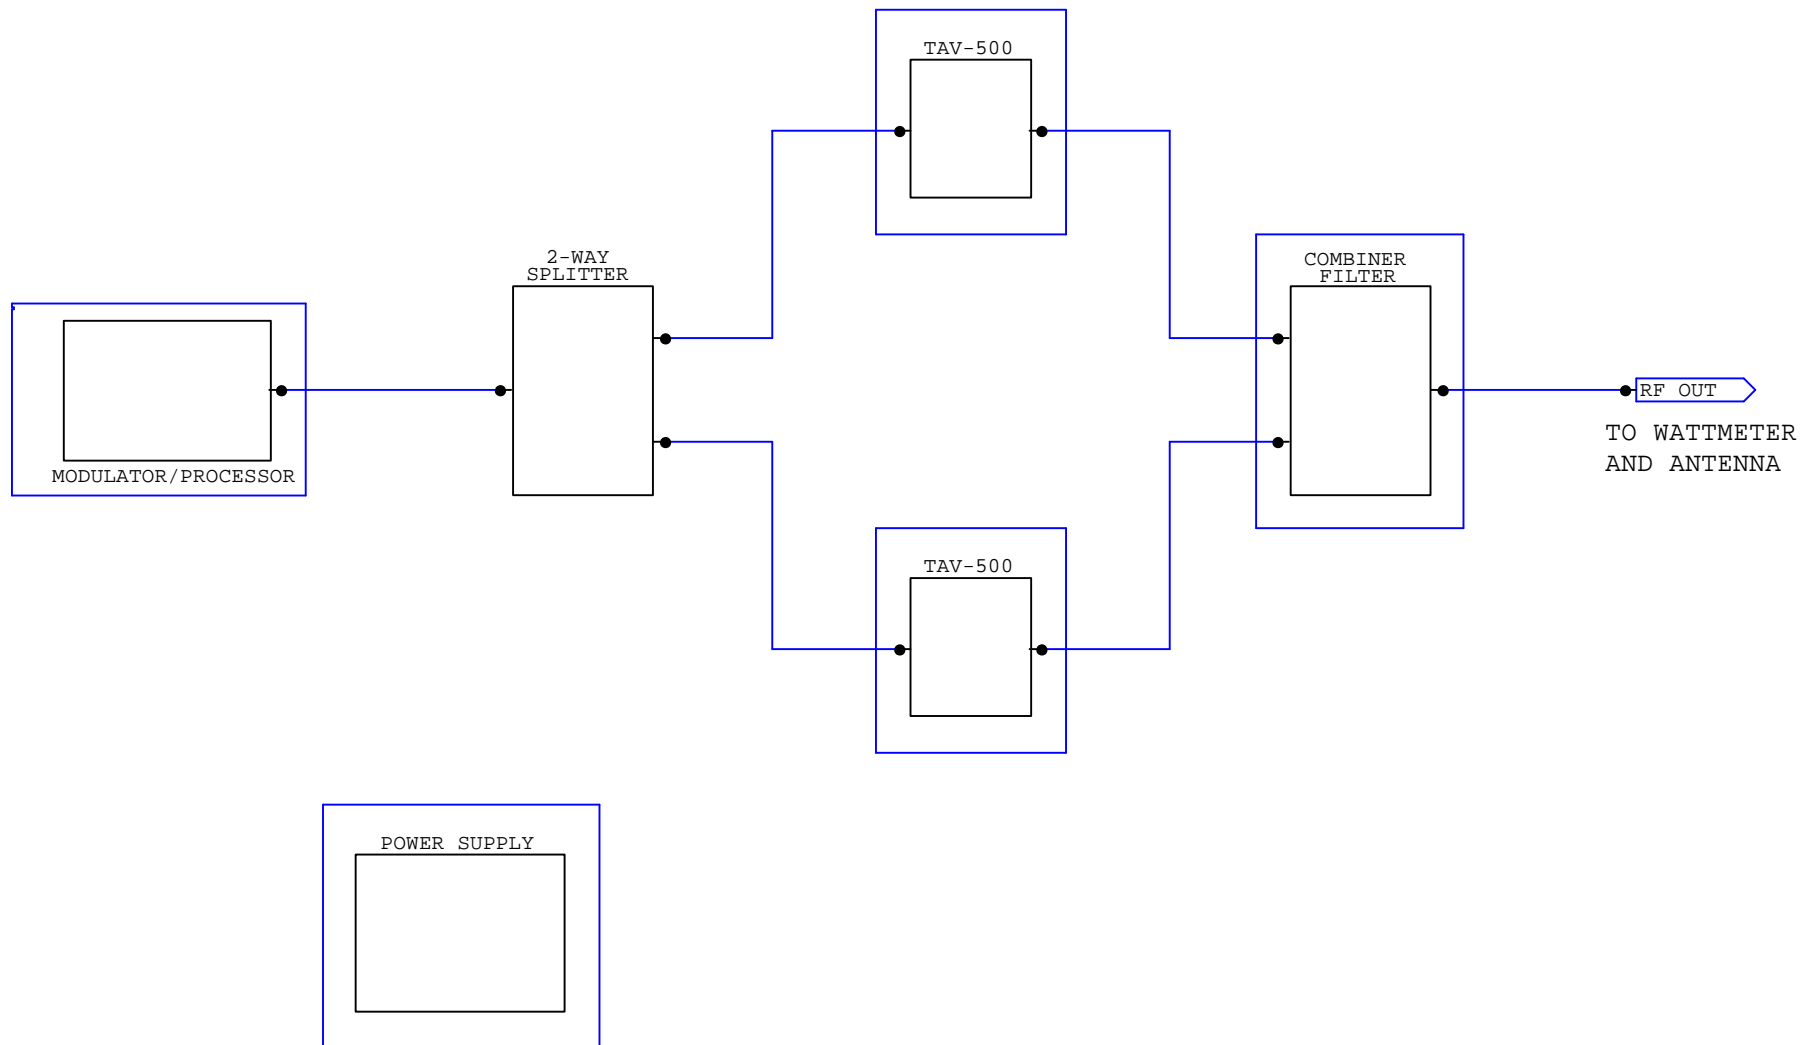 TAV-500
2-WAY
SPLITTER
COMBINER
FILTER
MODULATOR/PROCESSOR
RF OUT
TO WATTMETER
AND ANTENNA
TAV-500
POWER SUPPLY